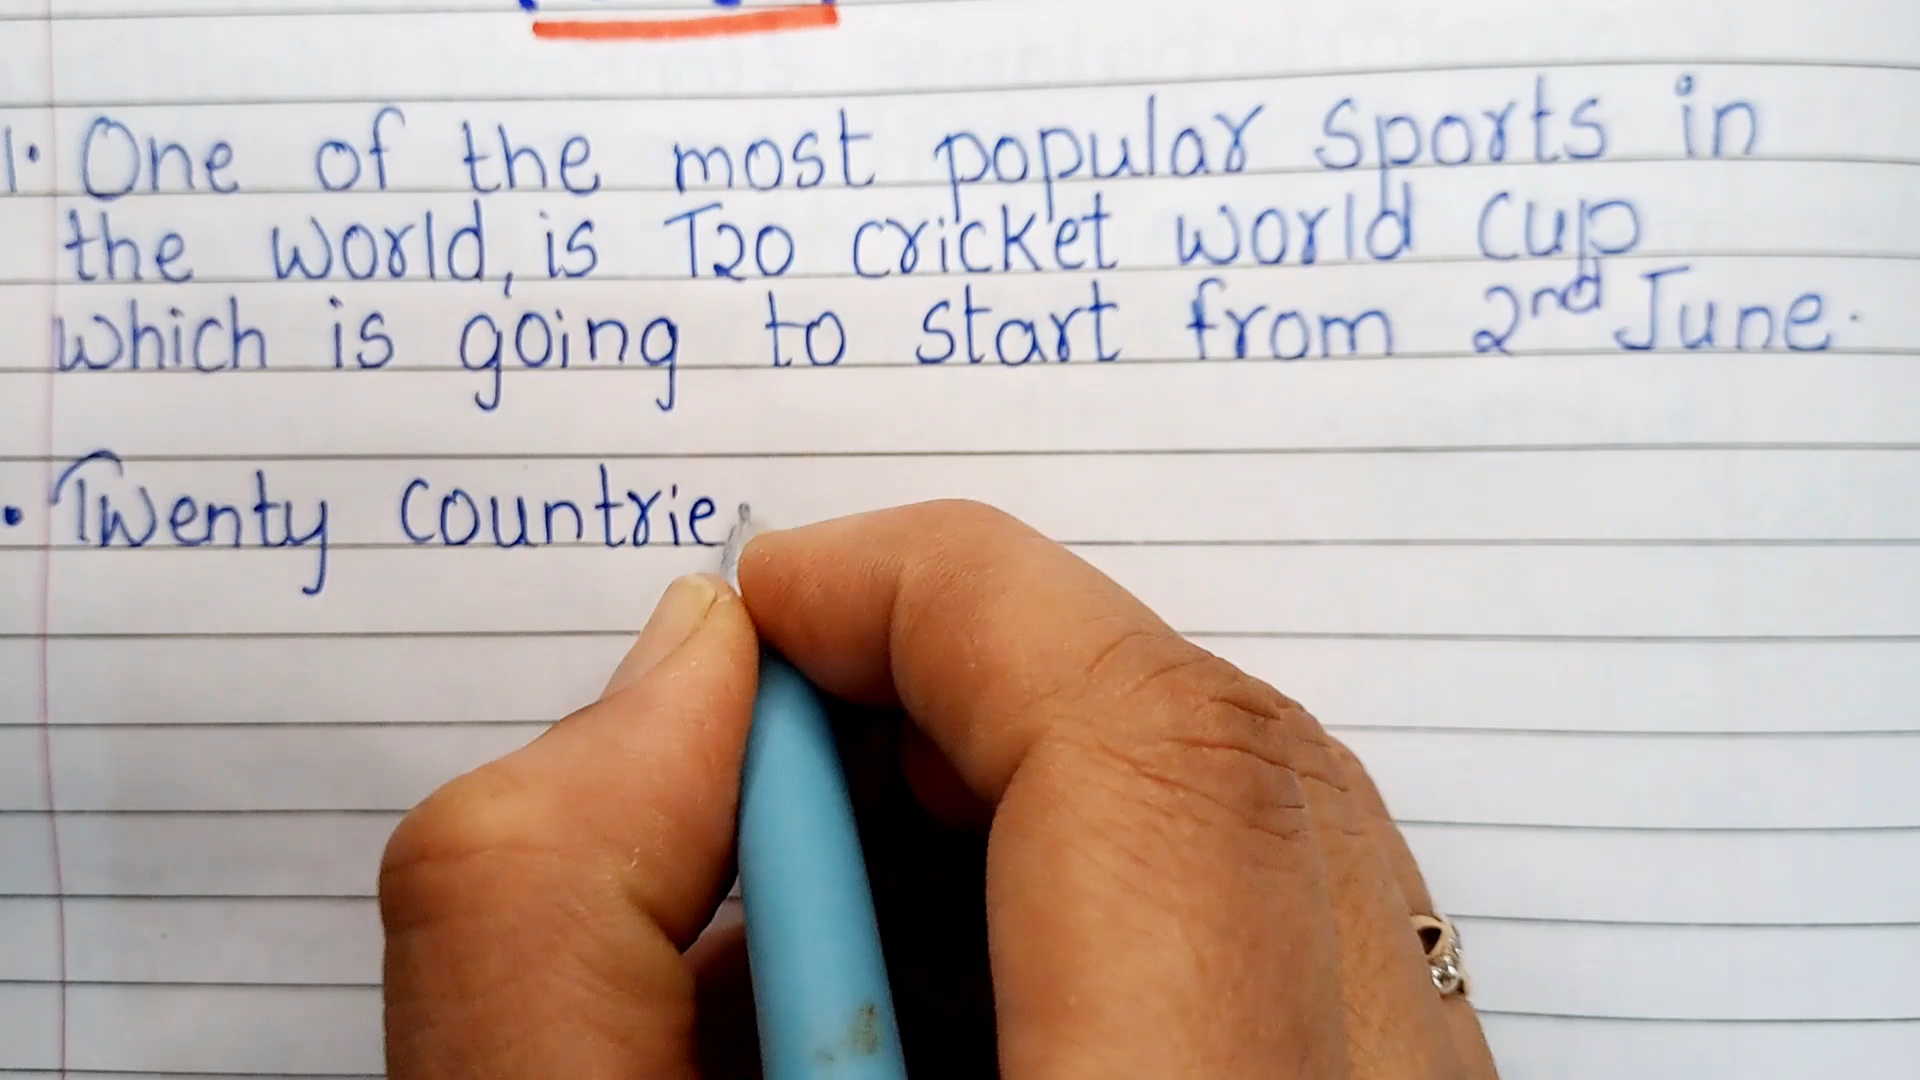 1. One of the most popular sports in
the world, is T20 cricket world cup
which is going to start from 2nd June.
• Twenty countrie